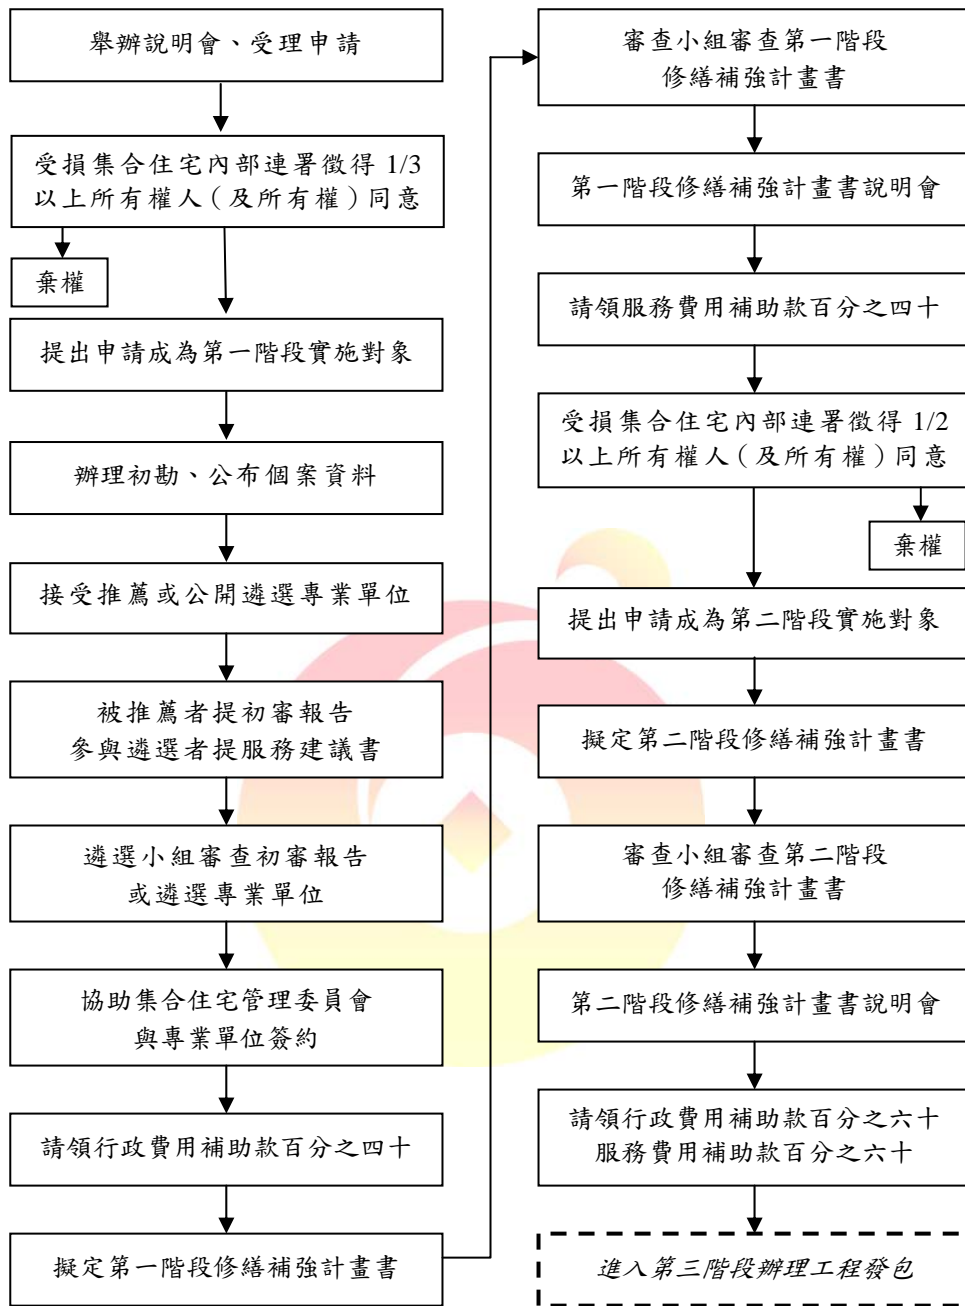 舉辦說明會、受理申請
受損集合住宅內部連署徵得 1/3
以上所有權人（及所有權）同意
棄權
提出申請成為第一階段實施對象
辦理初勘、公布個案資料
接受推薦或公開遴選專業單位
被推薦者提初審報告
參與遴選者提服務建議書
遴選小組審查初審報告
或遴選專業單位
協助集合住宅管理委員會
與專業單位簽約
請領行政費用補助款百分之四十
擬定第一階段修繕補強計畫書
審查小組審查第一階段
修繕補強計畫書
第一階段修繕補強計畫書說明會
請領服務費用補助款百分之四十
受損集合住宅內部連署徵得 1/2
以上所有權人（及所有權）同意
棄權
提出申請成為第二階段實施對象
擬定第二階段修繕補強計畫書
審查小組審查第二階段
修繕補強計畫書
第二階段修繕補強計畫書說明會
請領行政費用補助款百分之六十
服務費用補助款百分之六十
進入第三階段辦理工程發包